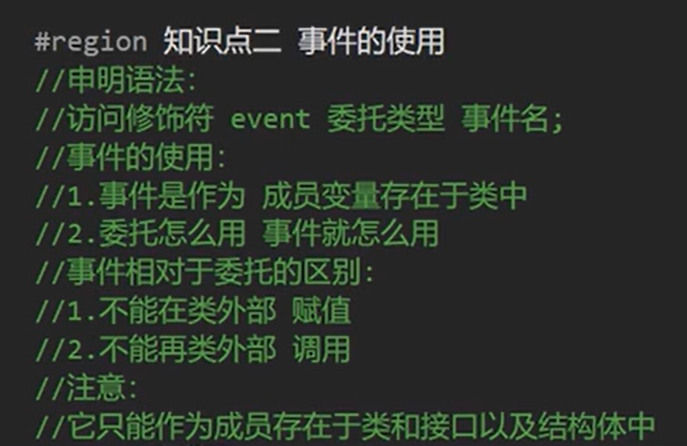 #region 知识点二 事件的使用
//申明语法:
//访问修饰符 event 委托类型 事件名;
//事件的使用:
//1.事件是作为 成员变量存在于类中
//2.委托怎么用 事件就怎么用
//事件相对于委托的区别:
//1.不能在类外部 赋值
//2.不能再类外部 调用
//注意:
//它只能作为成员存在于类和接口以及结构体中